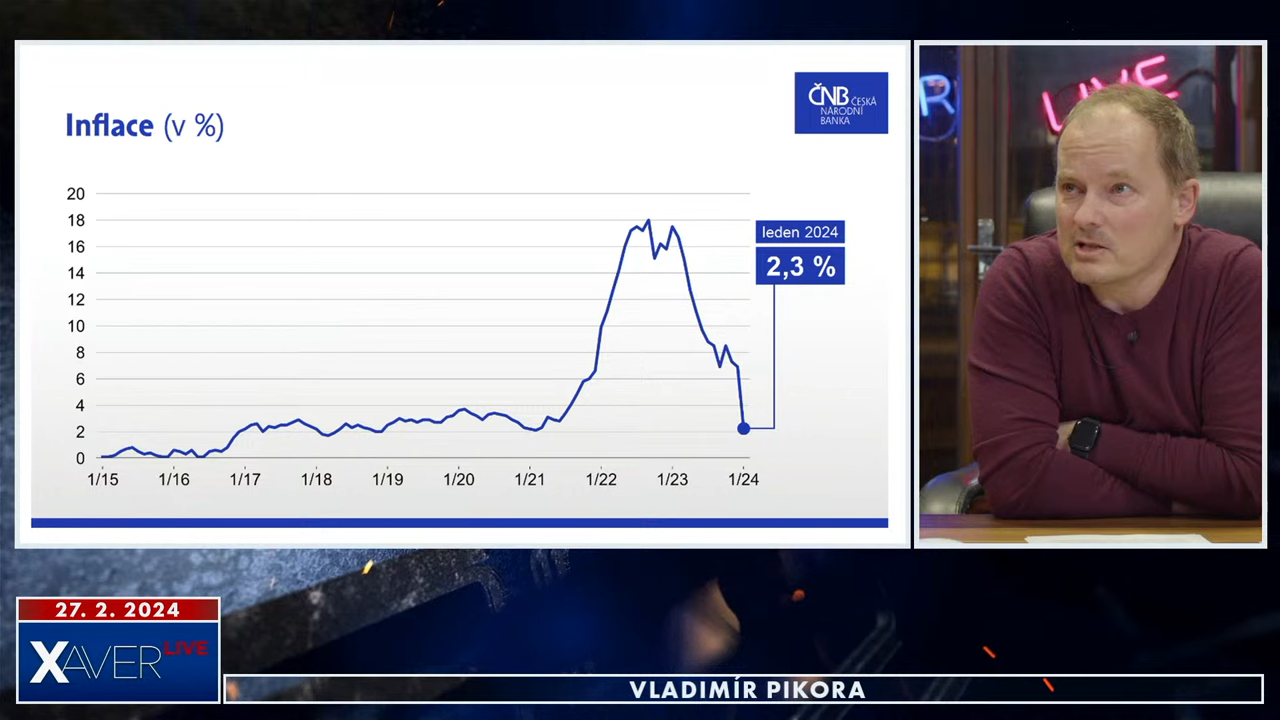 Inflace (v %)
ČNB ČESKÁ
NÁRODNÍ
BANKA
20
18
16
14
12
10
8
6
4
2
0
1/15 1/16 1/17 1/18 1/19 1/20 1/21 1/22 1/23 1/24
leden 2024
2,3 %
R LIVE
27. 2. 2024
XAVER LIVE
VLADIMÍR PIKORA